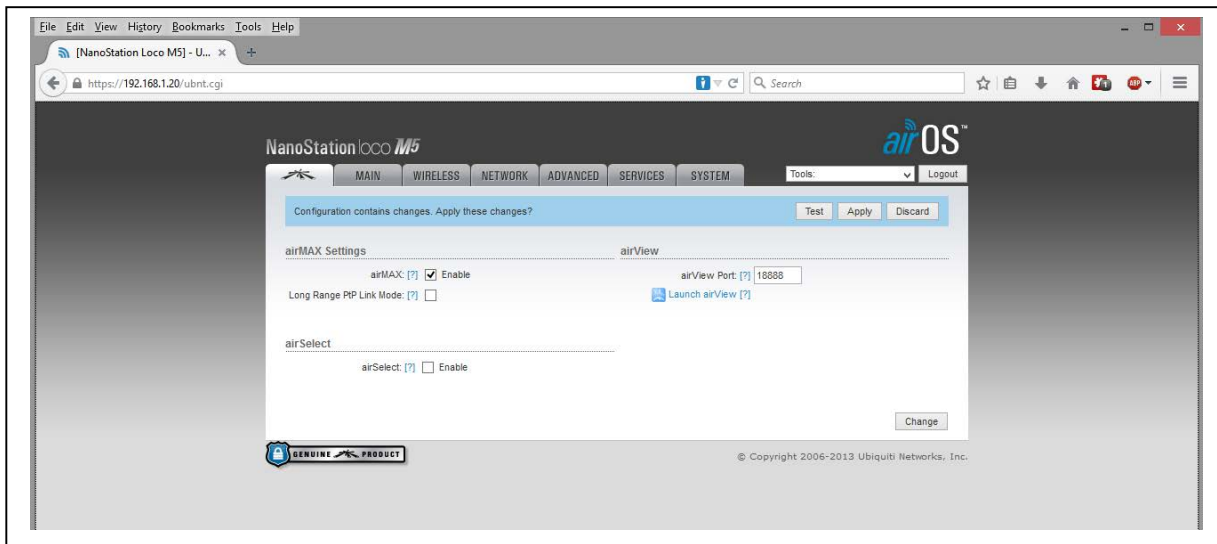 File Edit View History Bookmarks Tools Help
[NanoStation Loco M5] - U... × +
https://192.168.1.20/ubnt.cgi
Search
1
ABP
NanoStation loco M5
airOS™
MAIN WIRELESS NETWORK ADVANCED SERVICES SYSTEM
Tools:
Logout
Configuration contains changes. Apply these changes?
Test Apply Discard
airMAX Settings
airMAX: [?] Enable
Long Range PtP Link Mode: [?]
airView
airView Port: [?] 18888
Launch airView [?]
airSelect
airSelect: [?] Enable
Change
GENUINE PRODUCT
© Copyright 2006-2013 Ubiquiti Networks, Inc.